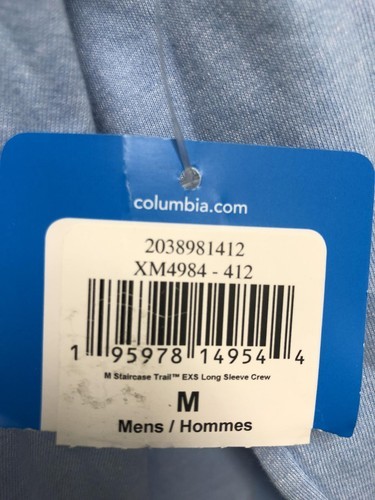 columbia.com
2038981412
XM4984 - 412
1 95978 14954 4
M Staircase Trail™ EXS Long Sleeve Crew
M
Mens / Hommes